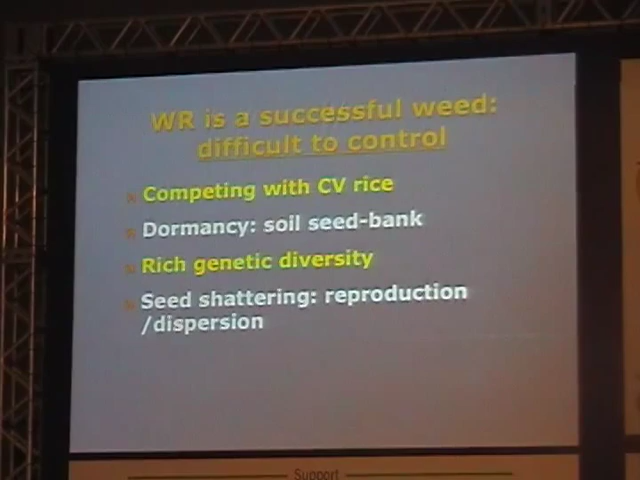 WR is a successful weed:
difficult to control
Competing with CV rice
Dormancy: soil seed-bank
Rich genetic diversity
Seed shattering: reproduction
/dispersion
Support